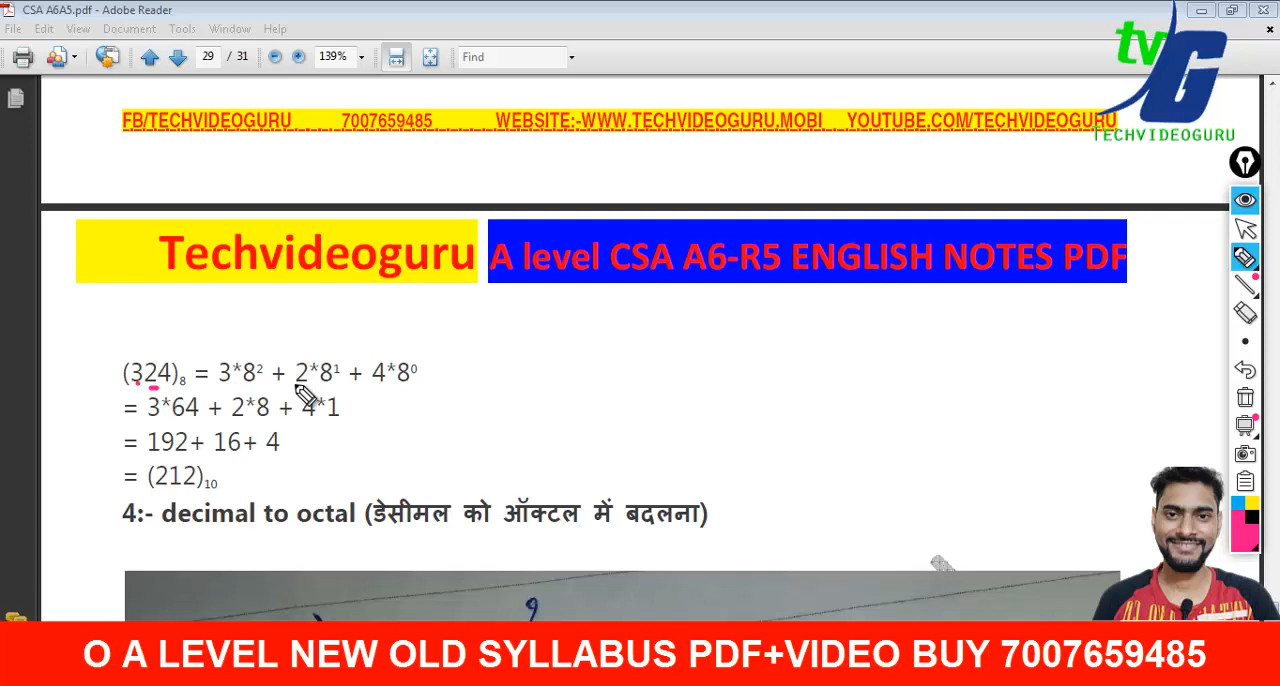 CSA A6A5.pdf - Adobe Reader
File Edit View Document Tools Window Help
29 / 31 139% Find
tv G
TECHVIDEOGURU
FB/TECHVIDEOGURU 7007659485 WEBSITE:-WWW.TECHVIDEOGURU.MOBI YOUTUBE.COM/TECHVIDEOGURU
Techvideoguru A level CSA A6-R5 ENGLISH NOTES PDF
(324)₈ = 3*8² + 2*8¹ + 4*8⁰
= 3*64 + 2*8 + 4*1
= 192+ 16+ 4
= (212)₁₀
4:- decimal to octal (डेसीमल को ऑक्टल में बदलना)
9
O A LEVEL NEW OLD SYLLABUS PDF+VIDEO BUY 7007659485